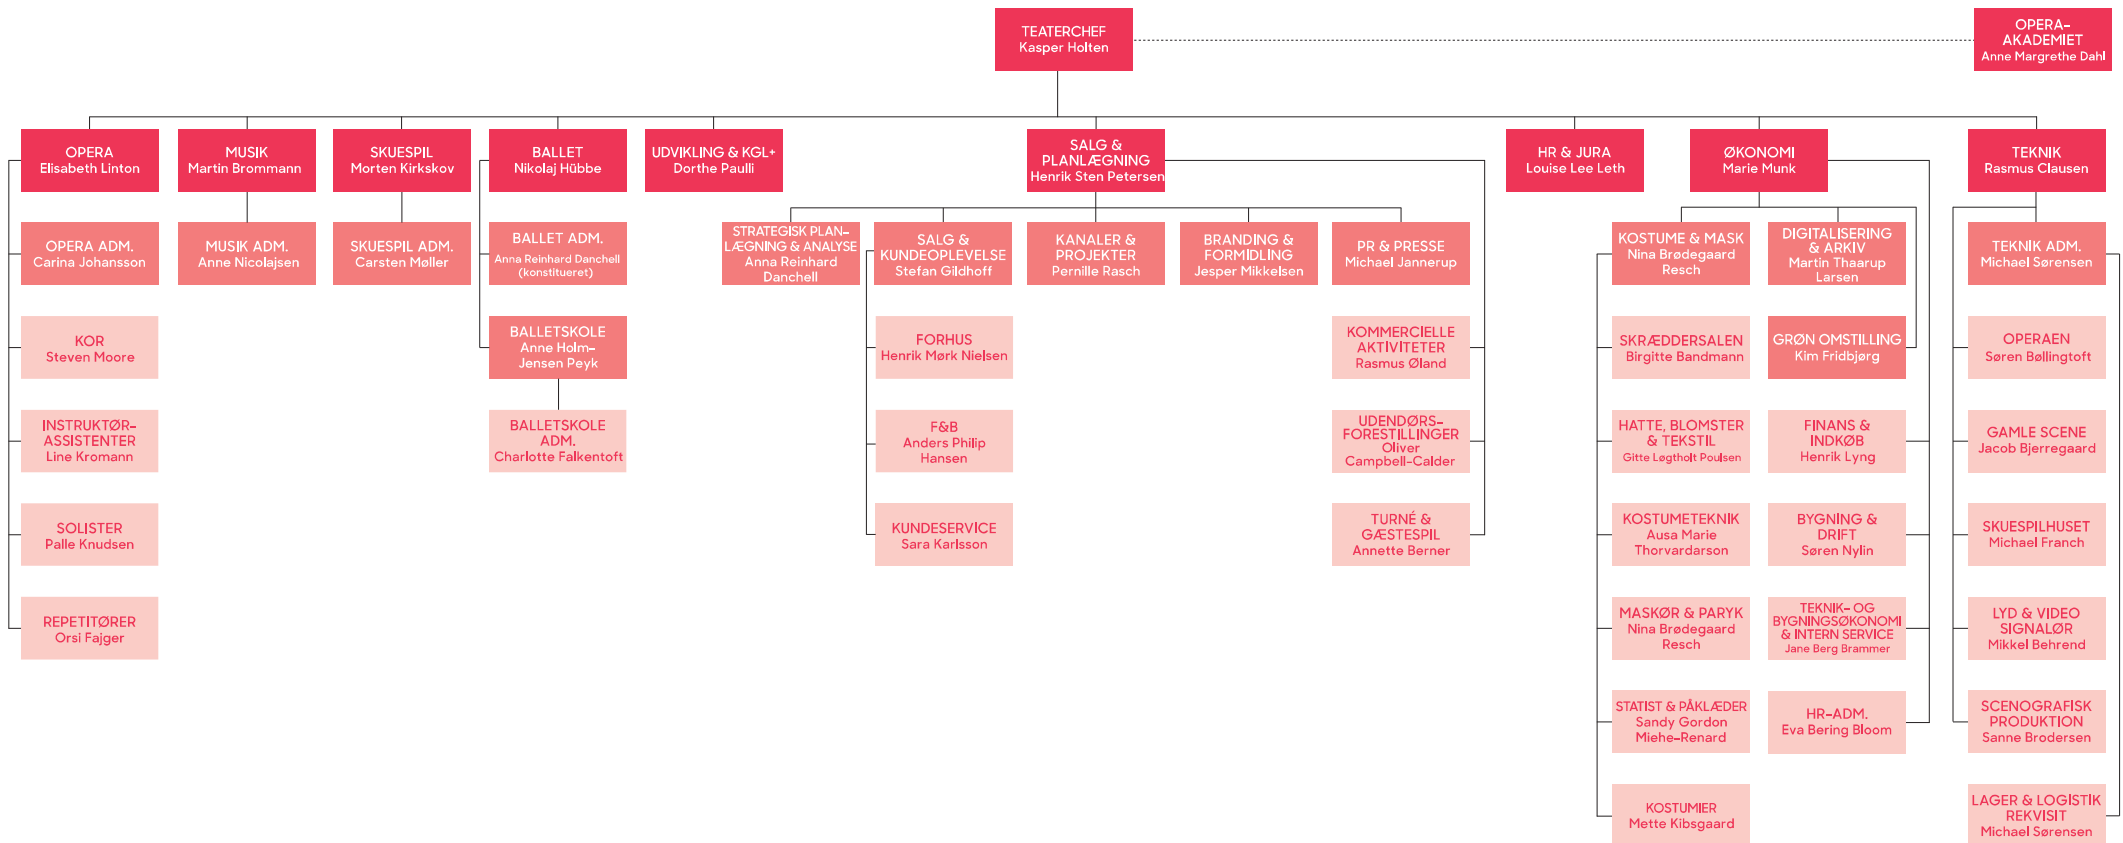 TEATERCHEF
Kasper Holten
OPERA-
AKADEMIET
Anne Margrethe Dahl
OPERA
Elisabeth Linton
MUSIK
Martin Brommann
SKUESPIL
Morten Kirkskov
BALLET
Nikolaj Hübbe
UDVIKLING & KGL+
Dorthe Paulli
SALG &
PLANLÆGNING
Henrik Sten Petersen
HR & JURA
Louise Lee Leth
ØKONOMI
Marie Munk
TEKNIK
Rasmus Clausen
OPERA ADM.
Carina Johansson
MUSIK ADM.
Anne Nicolajsen
SKUESPIL ADM.
Carsten Møller
BALLET ADM.
Anna Reinhard Danchell
(konstitueret)
STRATEGISK PLAN-
LÆGNING & ANALYSE
Anna Reinhard
Danchell
SALG &
KUNDEOPLEVELSE
Stefan Gildhoff
KANALER &
PROJEKTER
Pernille Rasch
BRANDING &
FORMIDLING
Jesper Mikkelsen
PR & PRESSE
Michael Jannerup
KOSTUME & MASK
Nina Brødegaard
Resch
DIGITALISERING
& ARKIV
Martin Thaarup
Larsen
TEKNIK ADM.
Michael Sørensen
KOR
Steven Moore
BALLETSKOLE
Anne Holm-
Jensen Peyk
FORHUS
Henrik Mørk Nielsen
KOMMERCIELLE
AKTIVITETER
Rasmus Øland
SKRÆDDERSALEN
Birgitte Bandmann
GRØN OMSTILLING
Kim Fridbjørg
OPERAEN
Søren Bøllingtoft
INSTRUKTØR-
ASSISTENTER
Line Kromann
BALLETSKOLE
ADM.
Charlotte Falkentoft
F&B
Anders Philip
Hansen
UDENDØRS-
FORESTILLINGER
Oliver
Campbell-Calder
HATTE, BLOMSTER
& TEKSTIL
Gitte Løgtholt Poulsen
FINANS &
INDKØB
Henrik Lyng
GAMLE SCENE
Jacob Bjerregaard
SOLISTER
Palle Knudsen
KUNDESERVICE
Sara Karlsson
TURNÉ &
GÆSTESPIL
Annette Berner
KOSTUMETEKNIK
Ausa Marie
Thorvardarson
BYGNING &
DRIFT
Søren Nylin
SKUESPILHUSET
Michael Franch
REPETITØRER
Orsi Fajger
MASKØR & PARYK
Nina Brødegaard
Resch
TEKNIK- OG
BYGNINGSØKONOMI
& INTERN SERVICE
Jane Berg Brammer
LYD & VIDEO
SIGNALØR
Mikkel Behrend
STATIST & PÅKLÆDER
Sandy Gordon
Miehe-Renard
HR-ADM.
Eva Bering Bloom
SCENOGRAFISK
PRODUKTION
Sanne Brodersen
KOSTUMIER
Mette Kibsgaard
LAGER & LOGISTIK
REKVISIT
Michael Sørensen